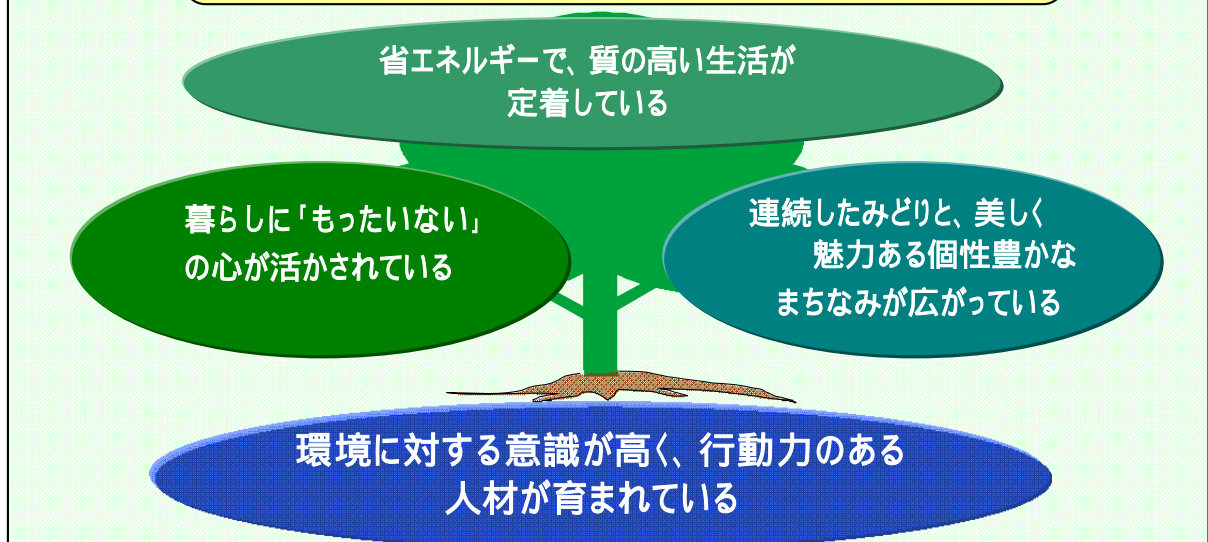 省エネルギーで、質の高い生活が
定着している
暮らしに「もったいない」
の心が活かされている
連続したみどりと、美しく
魅力ある個性豊かな
まちなみが広がっている
環境に対する意識が高く、行動力のある
人材が育まれている